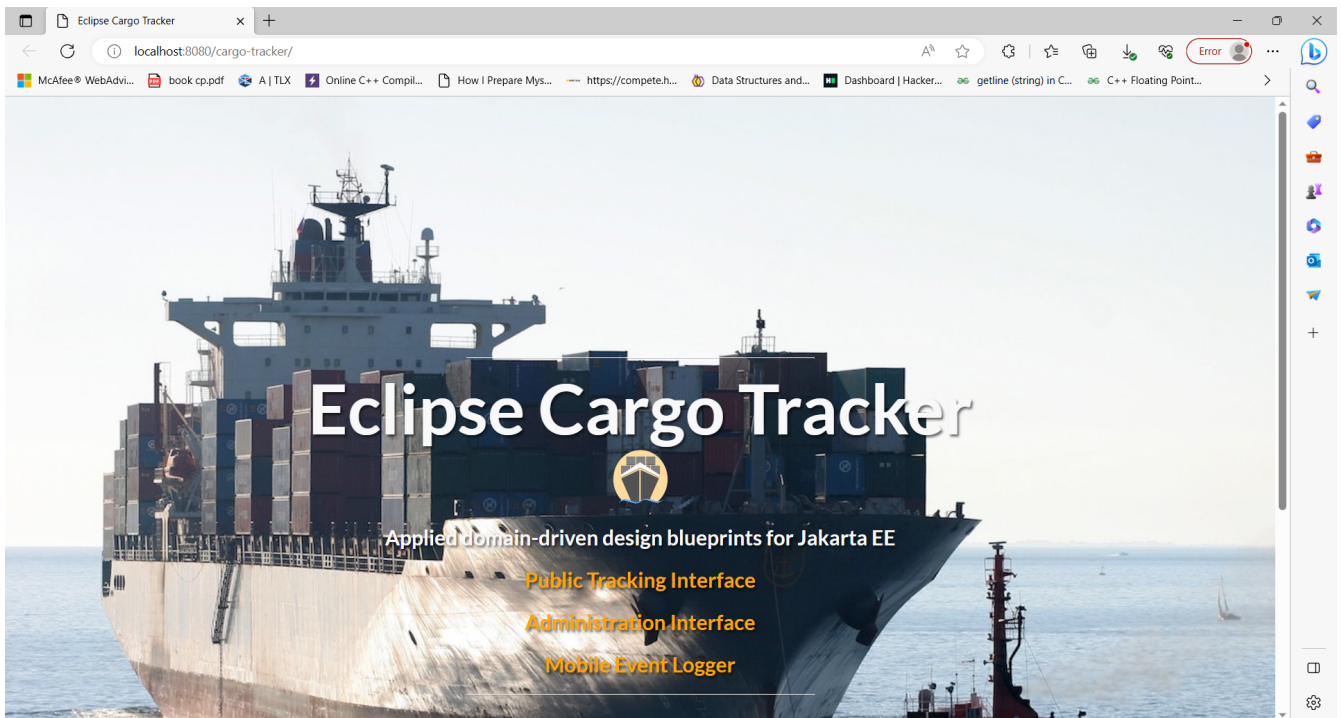 Eclipse Cargo Tracker
localhost:8080/cargo-tracker/
Error
McAfee® WebAdvi...
book cp.pdf
A | TLX
Online C++ Compil...
How I Prepare Mys...
https://compete.h...
Data Structures and...
Dashboard | Hacker...
getline (string) in C...
C++ Floating Point...
Eclipse Cargo Tracker
Applied domain-driven design blueprints for Jakarta EE
Public Tracking Interface
Administration Interface
Mobile Event Logger